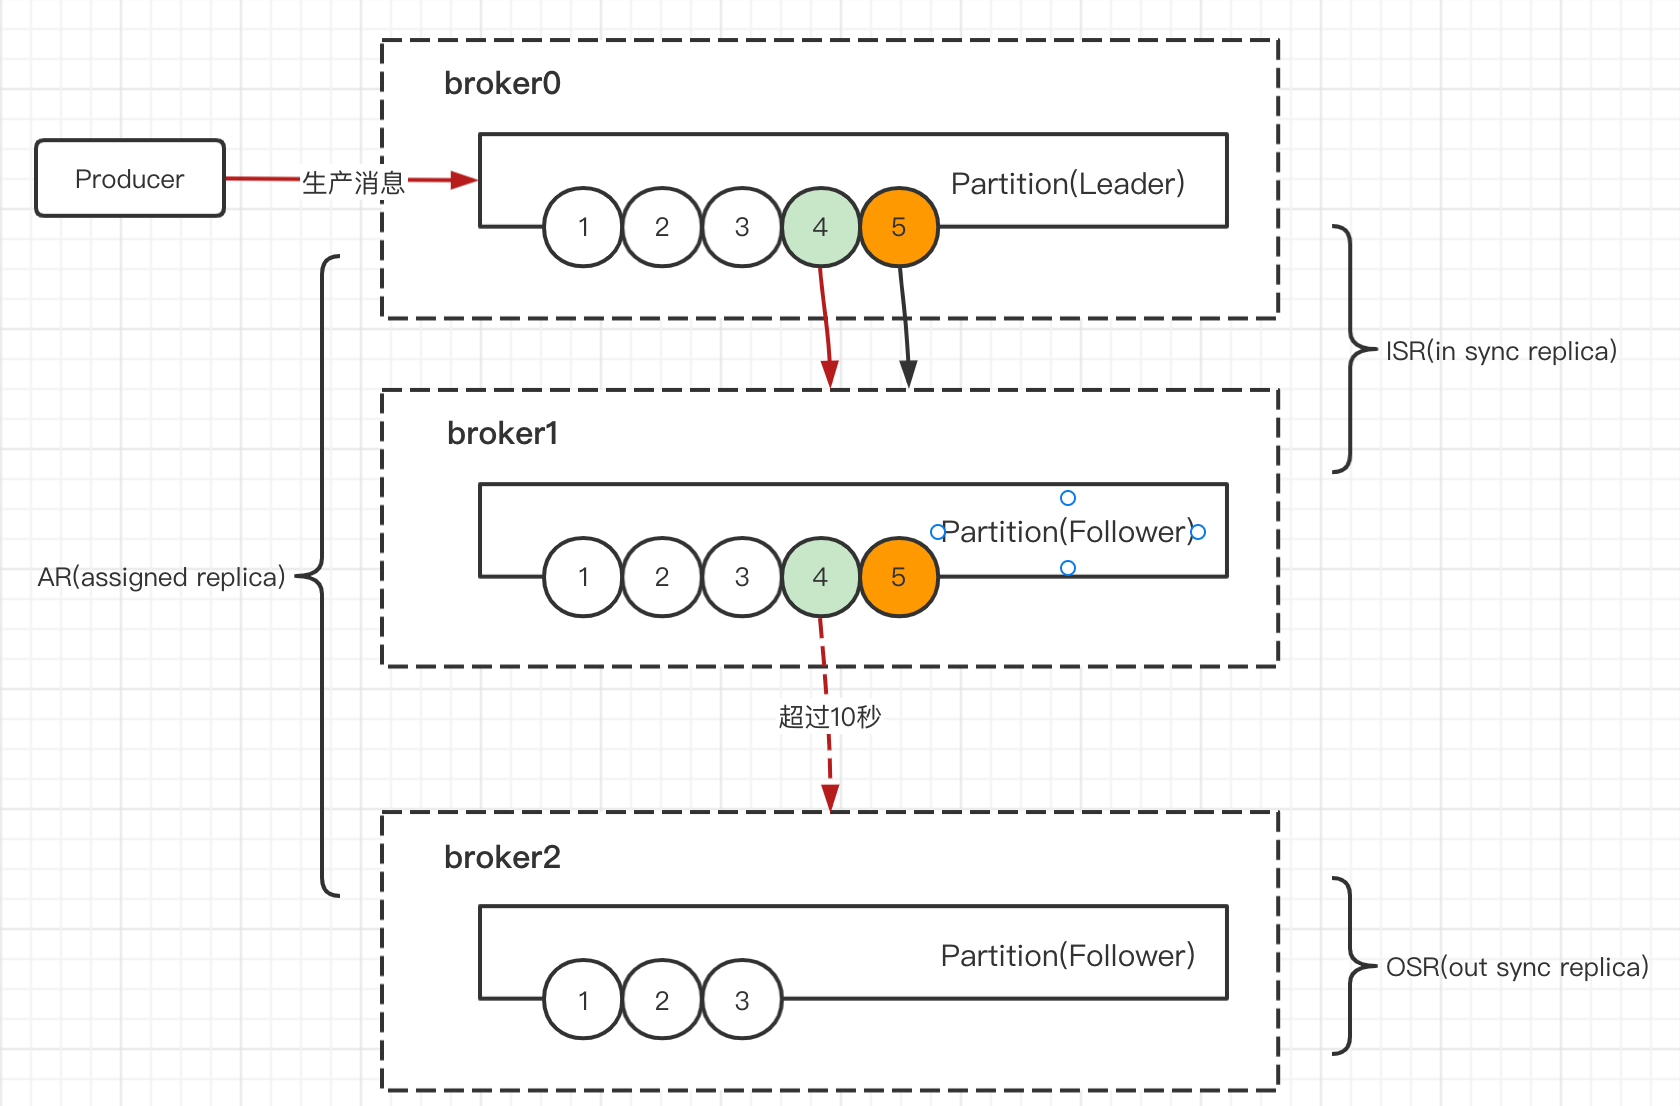 broker0
Producer
生产消息
Partition(Leader)
1 2 3 4 5
ISR(in sync replica)
broker1
Partition(Follower)
1 2 3 4 5
AR(assigned replica)
超过10秒
broker2
Partition(Follower)
OSR(out sync replica)
1 2 3